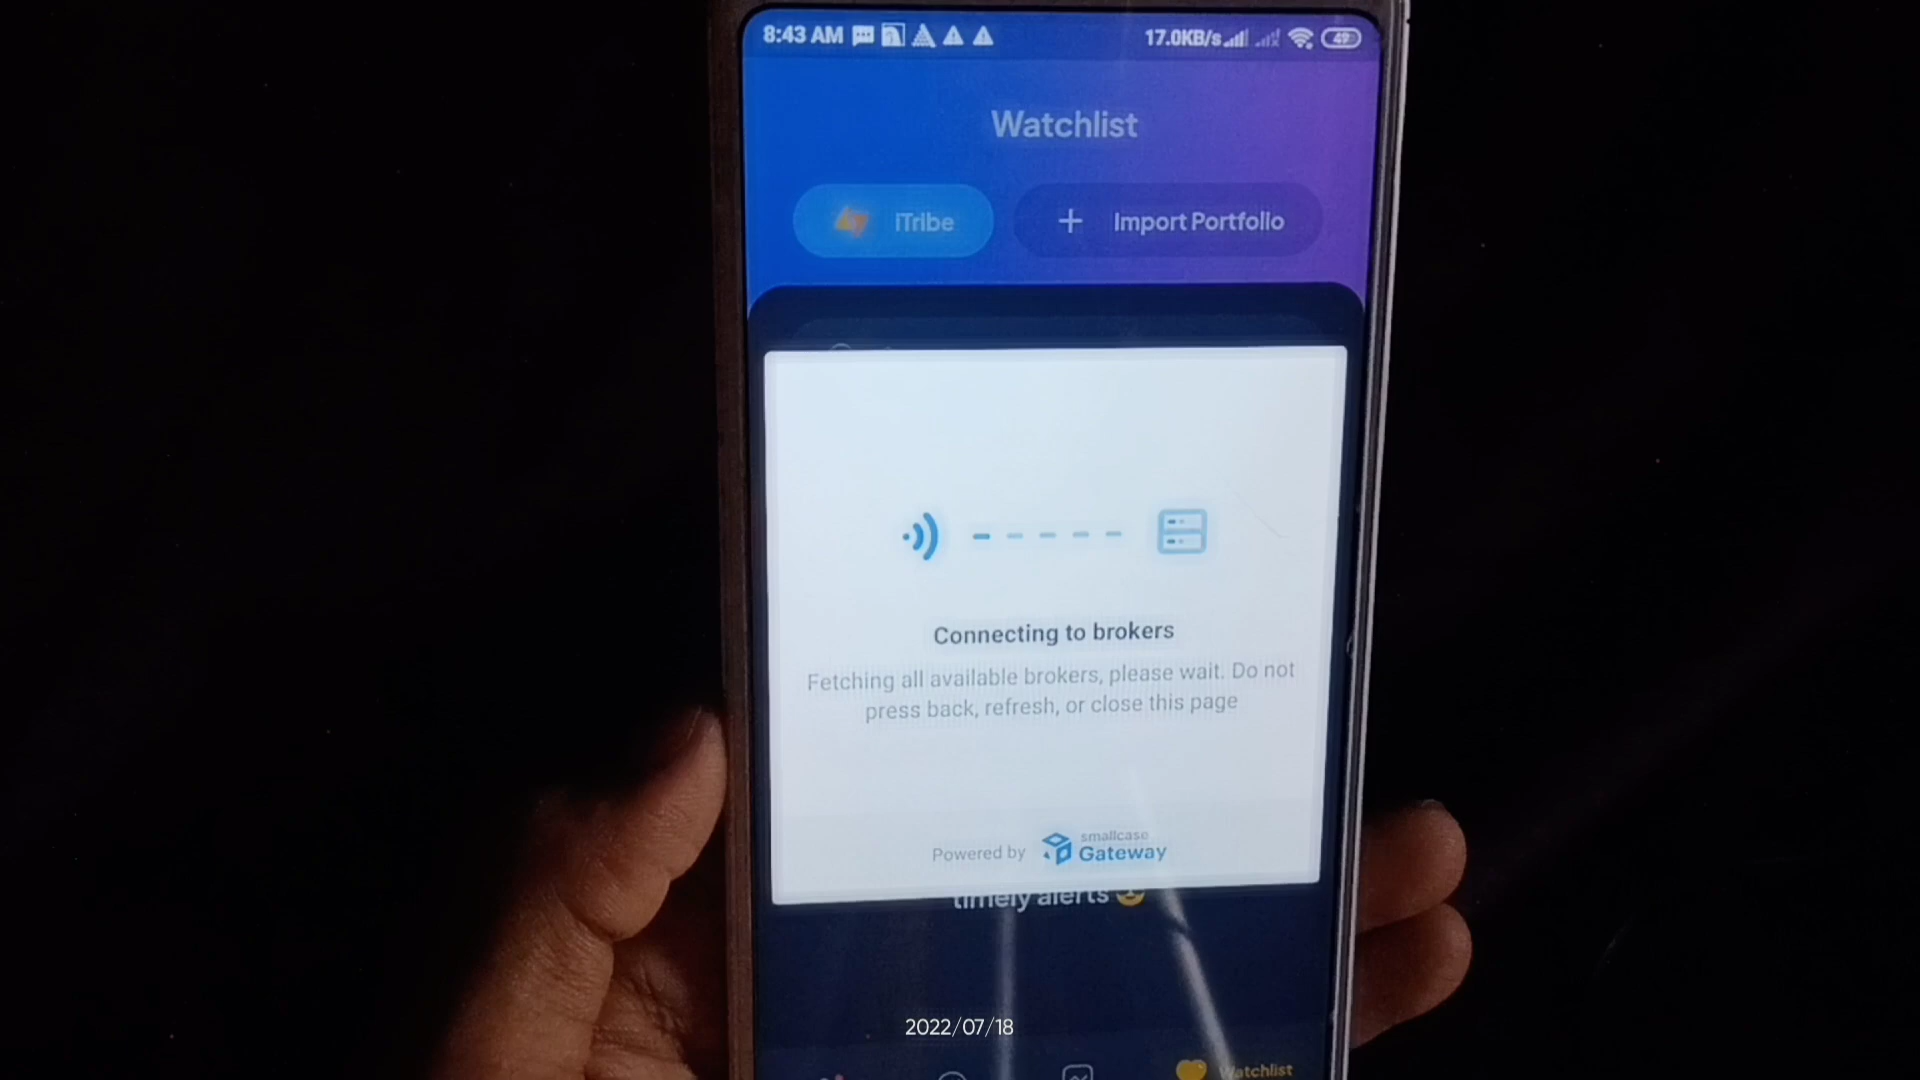 8:43 AM
17.0KB/s
49
Watchlist
iTribe
Import Portfolio
Connecting to brokers
Fetching all available brokers, please wait. Do not
press back, refresh, or close this page
Powered by
smallcase
Gateway
timely alerts
2022/07/18
Watchlist